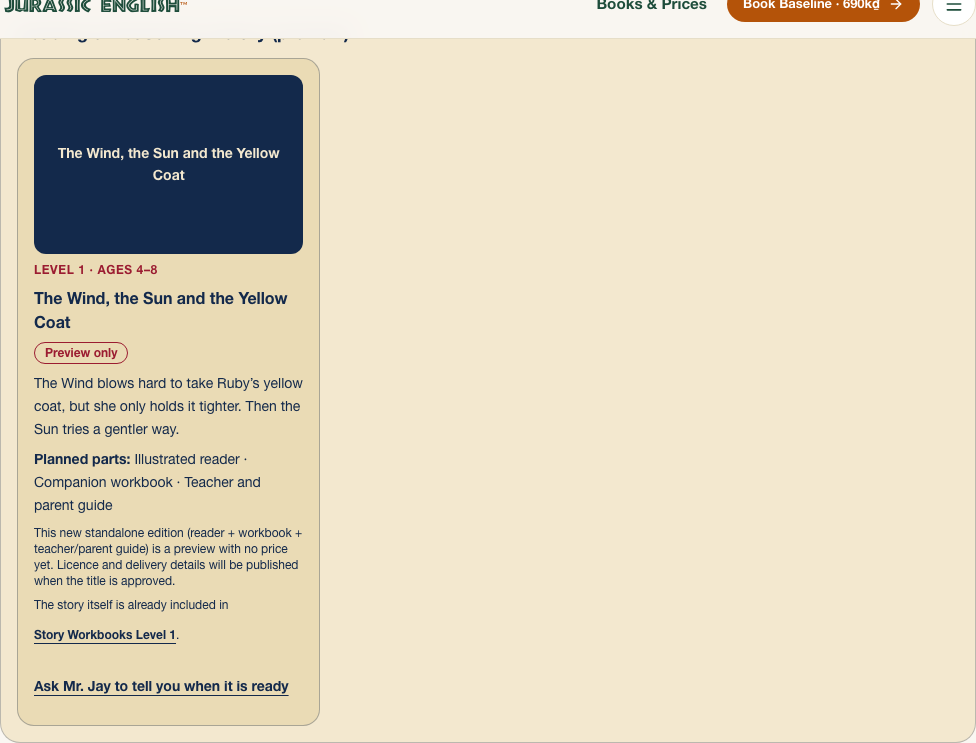 JURASSIC ENGLISH™
Books & Prices
Book Baseline · 690k₫ →
The Wind, the Sun and the Yellow
Coat
LEVEL 1 · AGES 4–8
The Wind, the Sun and the Yellow
Coat
Preview only
The Wind blows hard to take Ruby’s yellow
coat, but she only holds it tighter. Then the
Sun tries a gentler way.
Planned parts: Illustrated reader ·
Companion workbook · Teacher and
parent guide
This new standalone edition (reader + workbook +
teacher/parent guide) is a preview with no price
yet. Licence and delivery details will be published
when the title is approved.
The story itself is already included in
Story Workbooks Level 1.
Ask Mr. Jay to tell you when it is ready